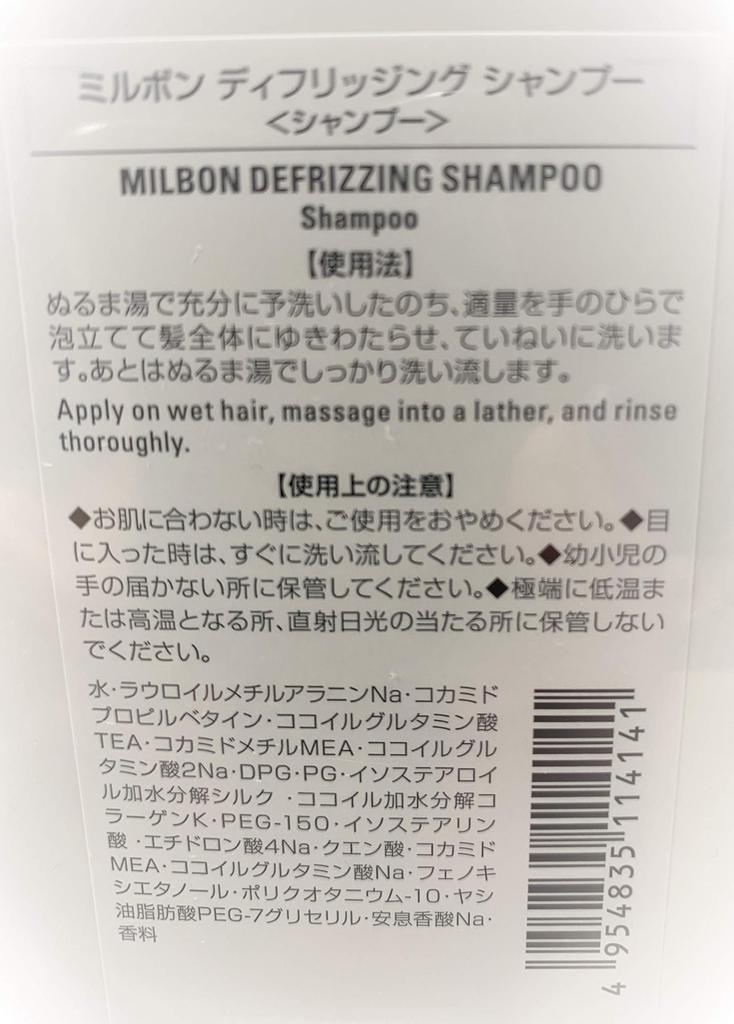 ミルボン ディフリッジング シャンプー
<シャンプー>
MILBON DEFRIZZING SHAMPOO
Shampoo
【使用法】
ぬるま湯で充分に予洗いしたのち、適量を手のひらで
泡立てて髪全体にゆきわたらせ、ていねいに洗いま
す。あとはぬるま湯でしっかり洗い流します。
Apply on wet hair, massage into a lather, and rinse
thoroughly.
【使用上の注意】
◆お肌に合わない時は、ご使用をおやめください。◆目
に入った時は、すぐに洗い流してください。◆幼小児の
手の届かない所に保管してください。◆極端に低温ま
たは高温となる所、直射日光の当たる所に保管しない
でください。
水・ラウロイルメチルアラニンNa・コカミド
プロピルベタイン・ココイルグルタミン酸
TEA・コカミドメチルMEA・ココイルグル
タミン酸2Na・DPG・PG・イソステアロイ
ル加水分解シルク ・ココイル加水分解コ
ラーゲンK・PEG-150・イソステアリン
酸 ・エチドロン酸4Na・クエン酸・コカミド
MEA・ココイルグルタミン酸Na・フェノキ
シエタノール・ポリクオタニウム-10・ヤシ
油脂肪酸PEG-7グリセリル・安息香酸Na・
香料
4 954835 114141